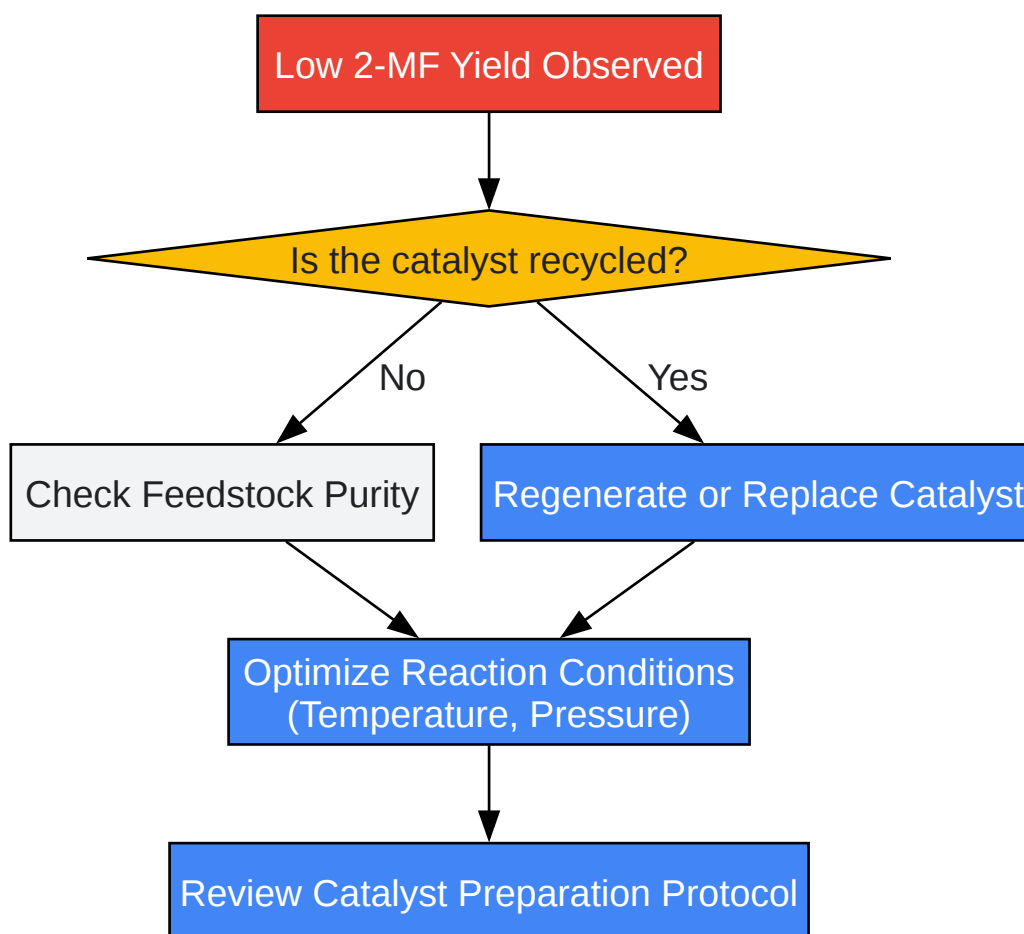 Low 2-MF Yield Observed
Is the catalyst recycled?
No
Yes
Check Feedstock Purity
Regenerate or Replace Catalyst
Optimize Reaction Conditions
(Temperature, Pressure)
Review Catalyst Preparation Protocol